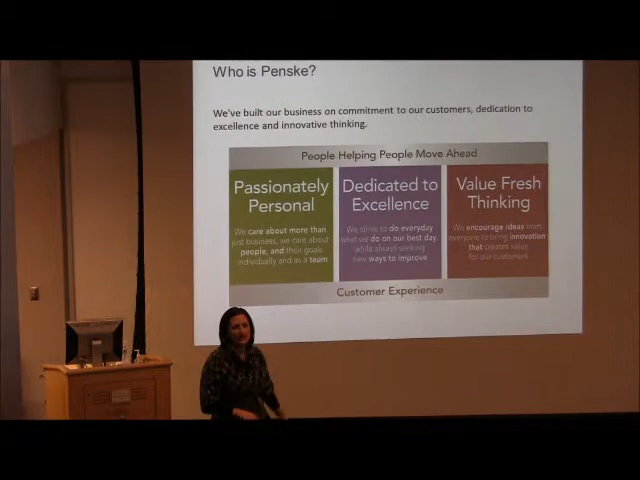 Who is Penske?
We've built our business on commitment to our customers, dedication to
excellence and innovative thinking.
People Helping People Move Ahead
Passionately
Personal
We care about more than
just business, we care about
people, and their goals
individually and as a team
Dedicated to
Excellence
We strive to do everyday
what we do on our best day
while always seeking
new ways to improve
Value Fresh
Thinking
We encourage ideas from
everyone to bring innovation
that creates value
for our customers
Customer Experience